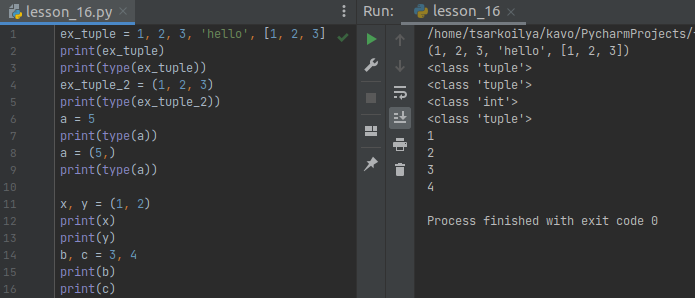 lesson_16.py
1 ex_tuple = 1, 2, 3, 'hello', [1, 2, 3]
2 print(ex_tuple)
3 print(type(ex_tuple))
4 ex_tuple_2 = (1, 2, 3)
5 print(type(ex_tuple_2))
6 a = 5
7 print(type(a))
8 a = (5,)
9 print(type(a))
10
11 x, y = (1, 2)
12 print(x)
13 print(y)
14 b, c = 3, 4
15 print(b)
16 print(c)
Run: lesson_16
/home/tsarkoilya/kavo/PycharmProjects/
(1, 2, 3, 'hello', [1, 2, 3])
<class 'tuple'>
<class 'tuple'>
<class 'int'>
<class 'tuple'>
1
2
3
4
Process finished with exit code 0